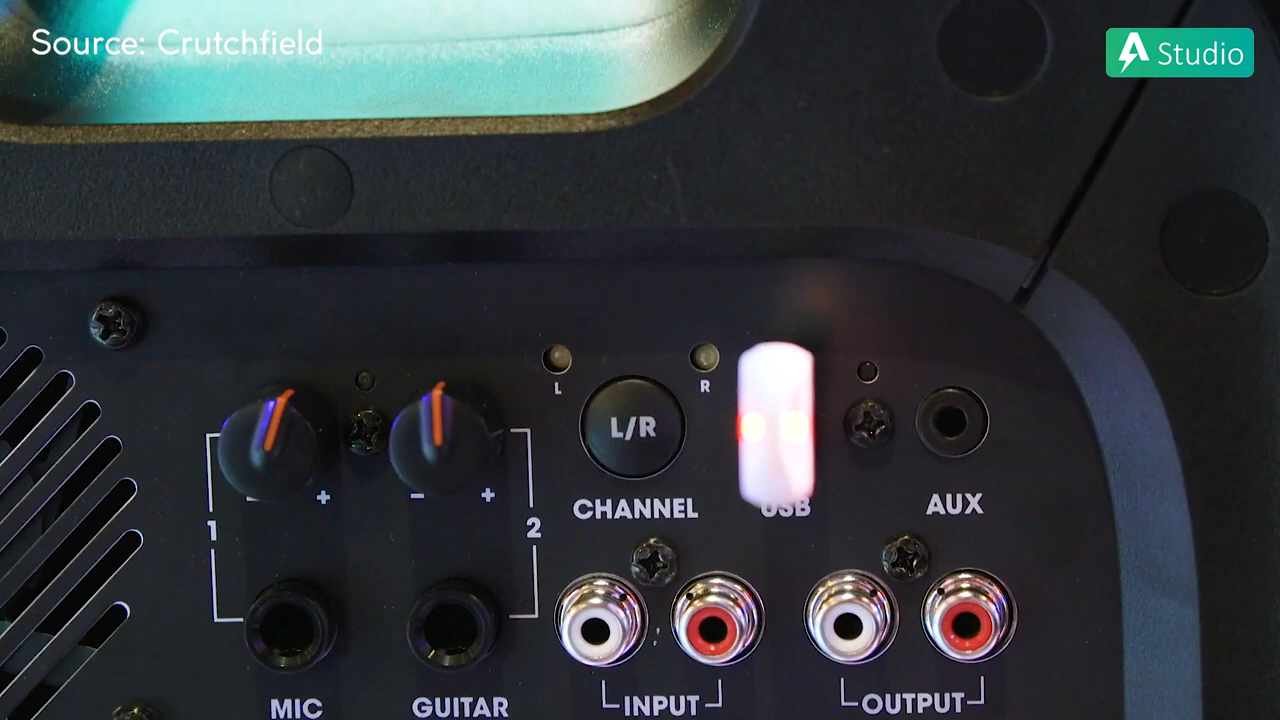 Source: Crutchfield
A Studio
L
R
L/R
- +
- +
CHANNEL
USB
AUX
1
2
MIC
GUITAR
INPUT
OUTPUT